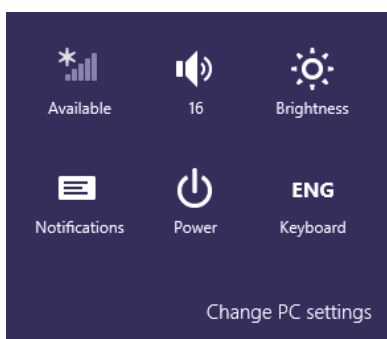 Available 16 Brightness
ENG
Notifications Power Keyboard
Change PC settings